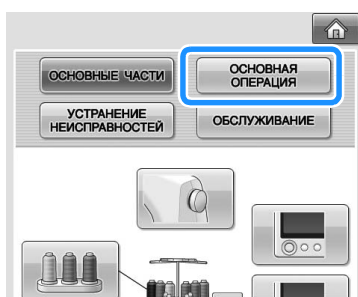 ОСНОВНЫЕ ЧАСТИ
ОСНОВНАЯ
ОПЕРАЦИЯ
УСТРАНЕНИЕ
НЕИСПРАВНОСТЕЙ
ОБСЛУЖИВАНИЕ